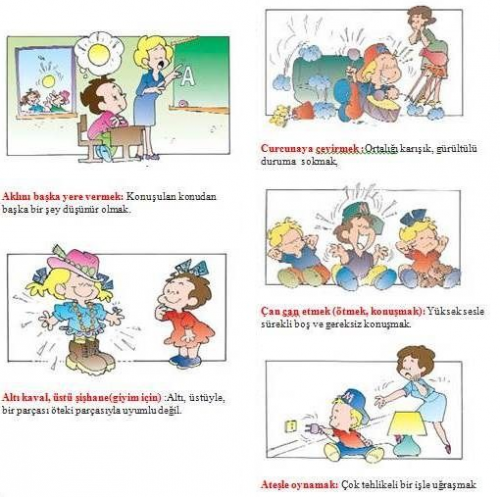 A
Aklını başka yere vermek: Konuşulan konudan
başka bir şey düşünür olmak.
Altı kaval, üstü şişhane(giyim için) :Altı, üstüyle,
bir parçası öteki parçasıyla uyumlu değil.
Curcunaya çevirmek :Ortalığı karışık, gürültülü
duruma sokmak,
Çan çan etmek (ötmek, konuşmak): Yüksek sesle
sürekli boş ve gereksiz konuşmak.
Ateşle oynamak: Çok tehlikeli bir işle uğraşmak